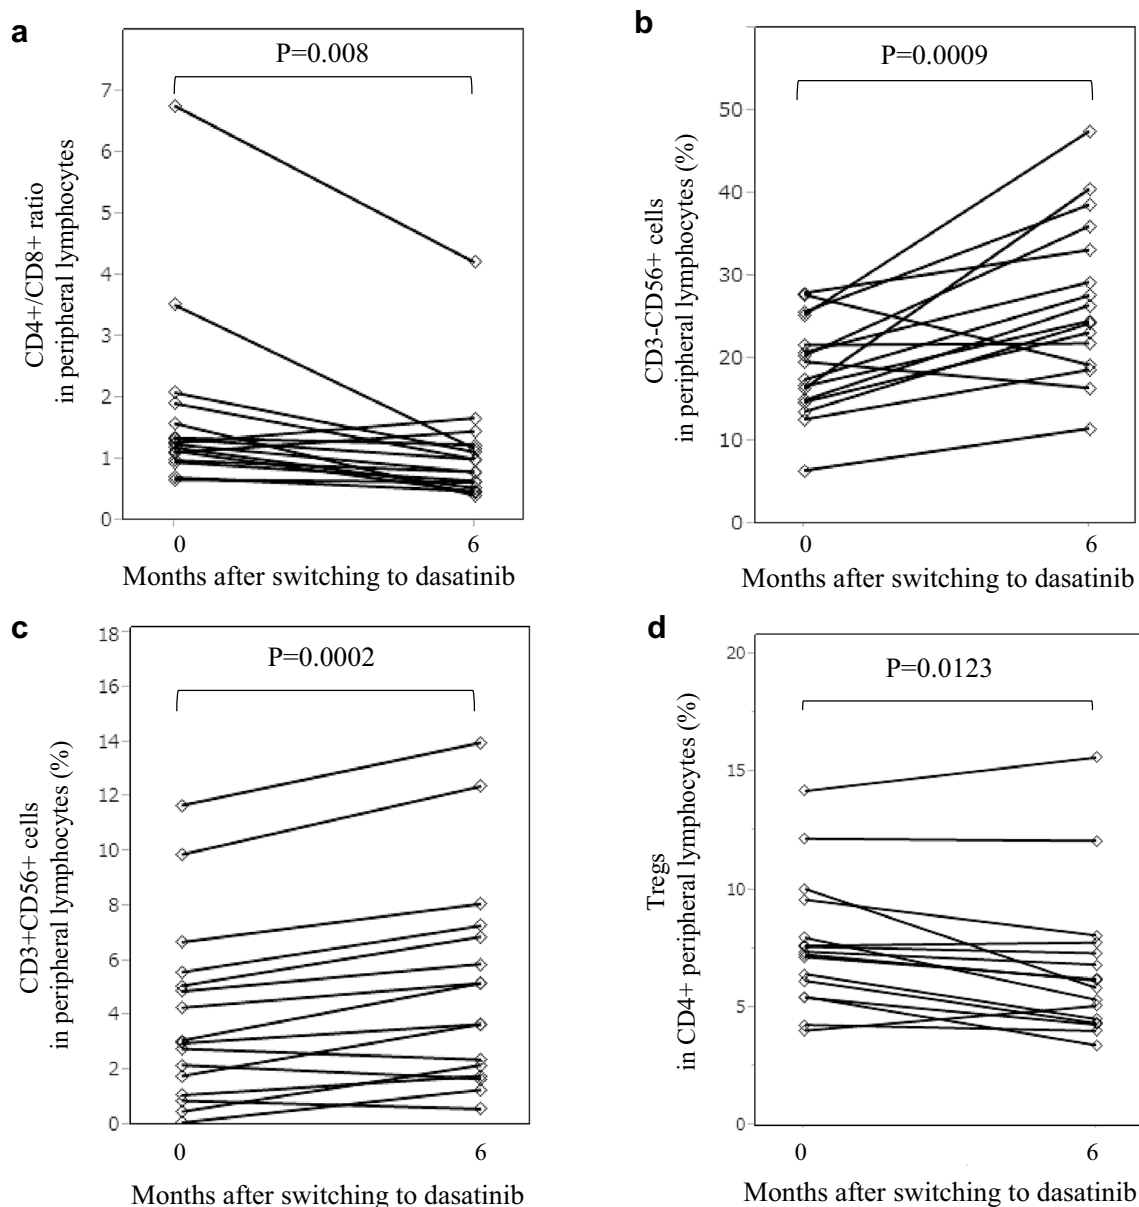 a
P=0.008
CD4+/CD8+ ratio
in peripheral lymphocytes
7
6
5
4
3
2
1
0
0
6
Months after switching to dasatinib
b
P=0.0009
CD3-CD56+ cells
in peripheral lymphocytes (%)
50
40
30
20
10
0
0
6
Months after switching to dasatinib
c
P=0.0002
CD3+CD56+ cells
in peripheral lymphocytes (%)
18
16
14
12
10
8
6
4
2
0
0
6
Months after switching to dasatinib
d
P=0.0123
Tregs
in CD4+ peripheral lymphocytes (%)
20
15
10
5
0
0
6
Months after switching to dasatinib